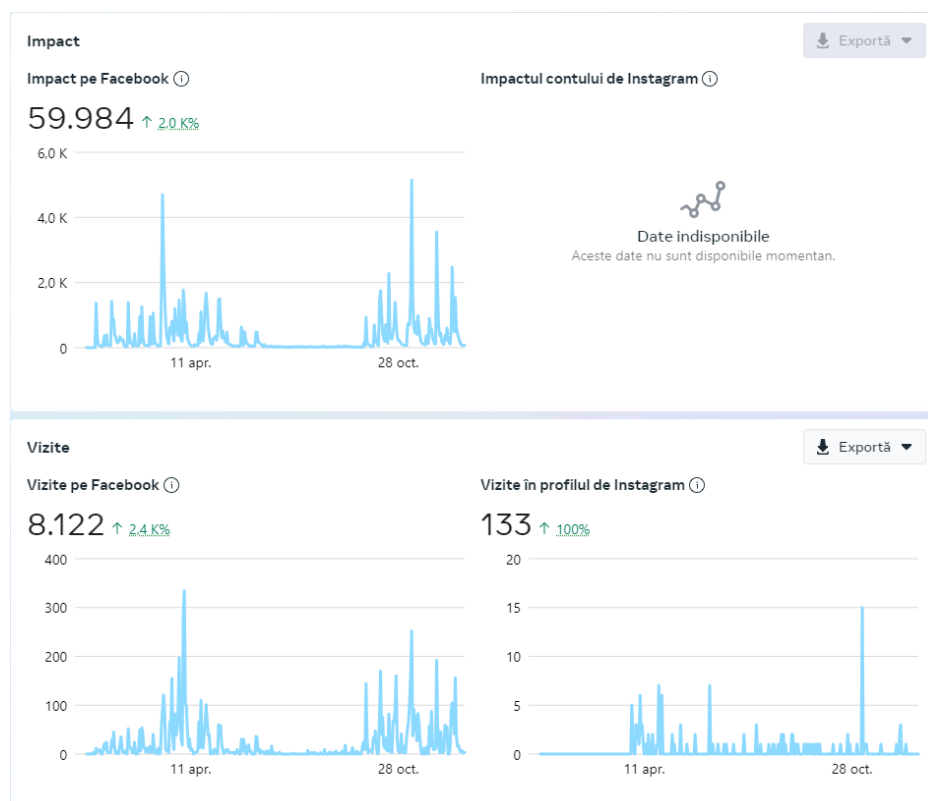 Impact
Exportă
Impact pe Facebook
59.984 ↑ 2,0 K%
6,0 K
4,0 K
2,0 K
0
11 apr.
28 oct.
Impactul contului de Instagram
Date indisponibile
Aceste date nu sunt disponibile momentan.
Vizite
Exportă
Vizite pe Facebook
8.122 ↑ 2,4 K%
400
300
200
100
0
11 apr.
28 oct.
Vizite în profilul de Instagram
133 ↑ 100%
20
15
10
5
0
11 apr.
28 oct.